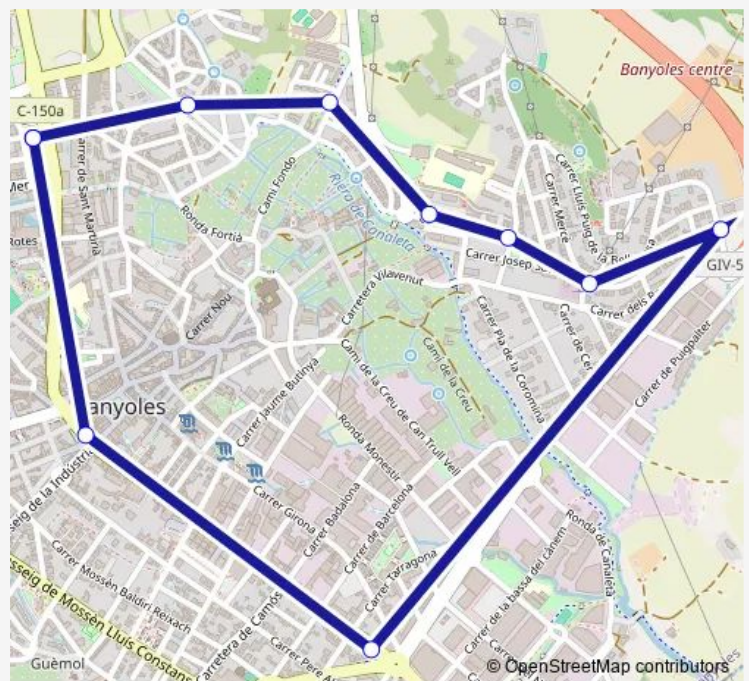 Banyoles centre
C-150a
Carrer de Sant Martirià
Mer
Camí Fondo
Ronda Fortià
Riera de Canaleta
Carrer Mercè
Carrer Lluís Puig de la Bellacasa
Rotes
Carrer Josep S
GIV-5
Carretera Vilavenut
Carrer Nou
Carrer dels
Carrer de Puigpalter
Carrer Pla de la Coromina
Carrer de Cer
Camí de la Creu
Camí de la Creu de Can Trull Vell
Carrer Jaume Butinyà
anyoles
Ronda Monestir
seig de la Indústria
Carrer Girona
Carrer Badalona
Carrer de Barcelona
Carrer Tarragona
Ronda de Canaleta
Carrer de la bassa del Cànem
Carrer Mossèn Baldiri Reixach
sseig de Mossèn Lluís Constans
Carretera de Camós
Carrer Pere A
Guèmol
© OpenStreetMap contributors